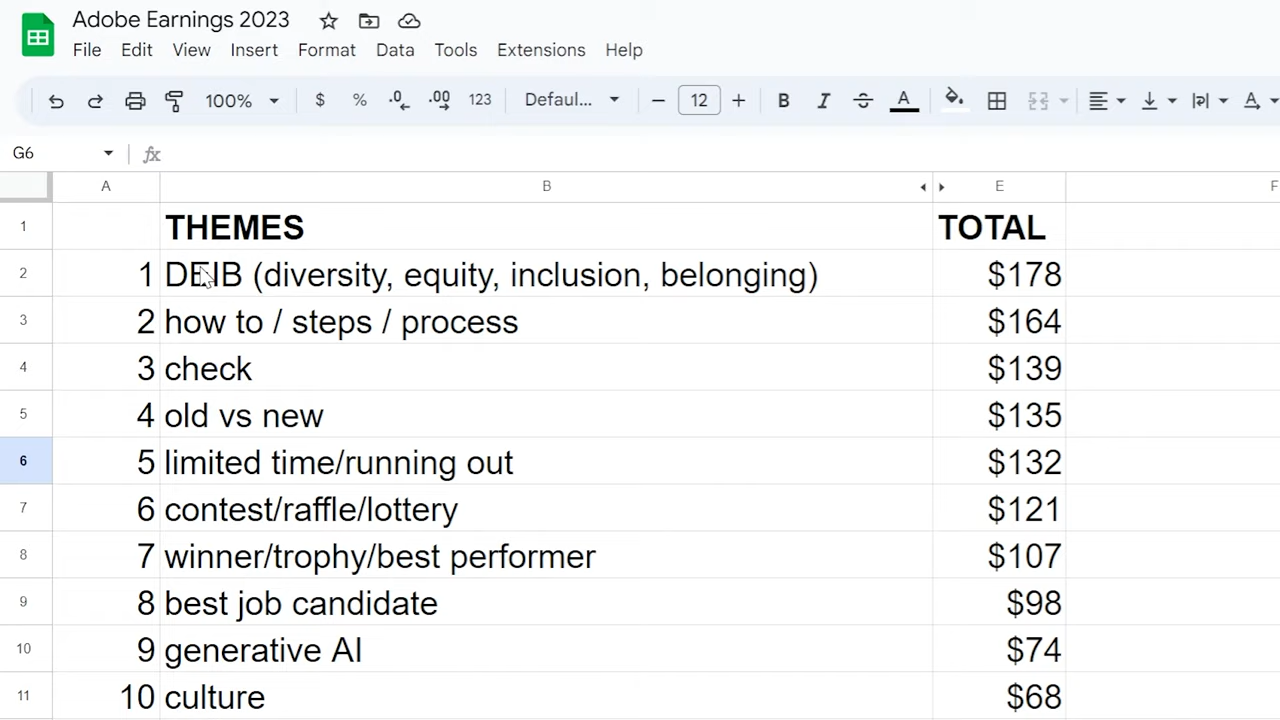 Adobe Earnings 2023
File Edit View Insert Format Data Tools Extensions Help
100% $ % .0 .00 123 Defaul... − 12 + B I S A A
G6 fx
A B E F
1 THEMES TOTAL
2 1 DEIB (diversity, equity, inclusion, belonging) $178
3 2 how to / steps / process $164
4 3 check $139
5 4 old vs new $135
6 5 limited time/running out $132
7 6 contest/raffle/lottery $121
8 7 winner/trophy/best performer $107
9 8 best job candidate $98
10 9 generative AI $74
11 10 culture $68